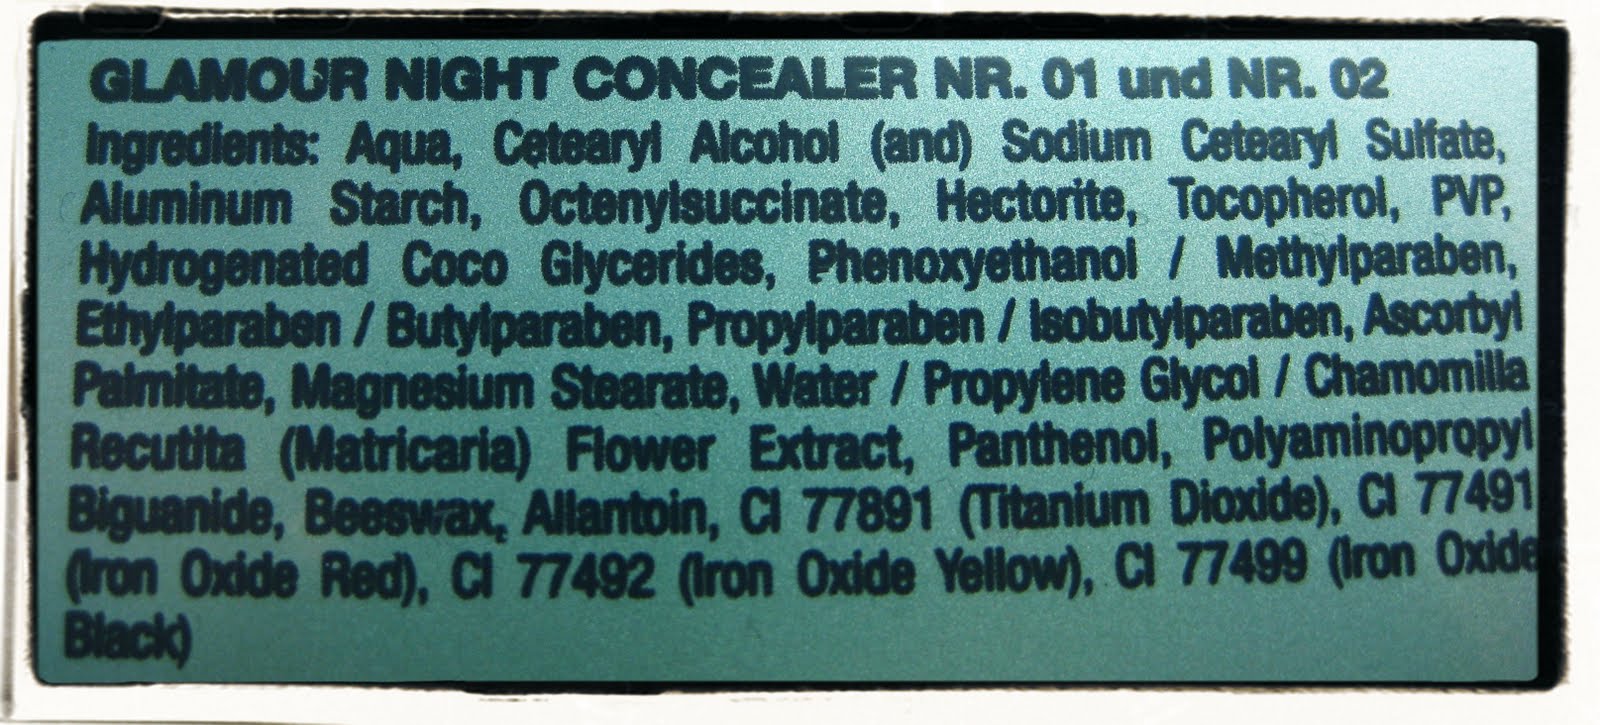 GLAMOUR NIGHT CONCEALER NR. 01 und NR. 02
Ingredients: Aqua, Cetearyl Alcohol (and) Sodium Cetearyl Sulfate,
Aluminum Starch, Octenylsuccinate, Hectorite, Tocopherol, PVP,
Hydrogenated Coco Glycerides, Phenoxyethanol / Methylparaben,
Ethylparaben / Butylparaben, Propylparaben / Isobutylparaben, Ascorbyl
Palmitate, Magnesium Stearate, Water / Propylene Glycol / Chamomilla
Recutita (Matricaria) Flower Extract, Panthenol, Polyaminopropyl
Biguanide, Beeswax, Allantoin, CI 77891 (Titanium Dioxide), CI 77491
(Iron Oxide Red), CI 77492 (Iron Oxide Yellow), CI 77499 (Iron Oxide
Black)